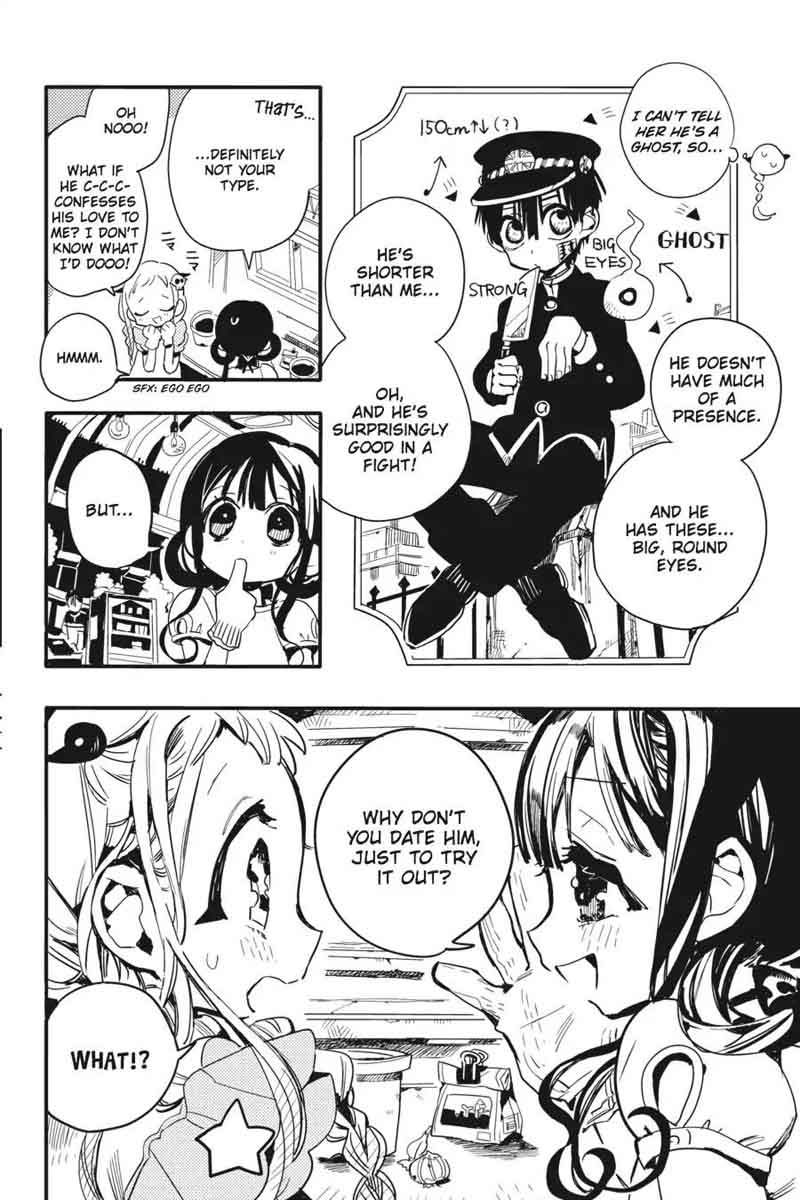 I CAN'T TELL
HER HE'S A
GHOST, SO...
150cm↑↓(?)
HE'S
SHORTER
THAN ME...
BIG
EYES
GHOST
STRONG
HE DOESN'T
HAVE MUCH
OF A
PRESENCE.
OH,
AND HE'S
SURPRISINGLY
GOOD IN A
FIGHT!
AND HE
HAS THESE...
BIG, ROUND
EYES.
THAT'S...
...DEFINITELY
NOT YOUR
TYPE.
OH
NOOO!
WHAT IF
HE C-C-C-
CONFESSES
HIS LOVE TO
ME? I DON'T
KNOW WHAT
I'D DOOO!
HMMM.
SFX: EGO EGO
BUT...
WHY DON'T
YOU DATE HIM,
JUST TO TRY
IT OUT?
WHAT!?